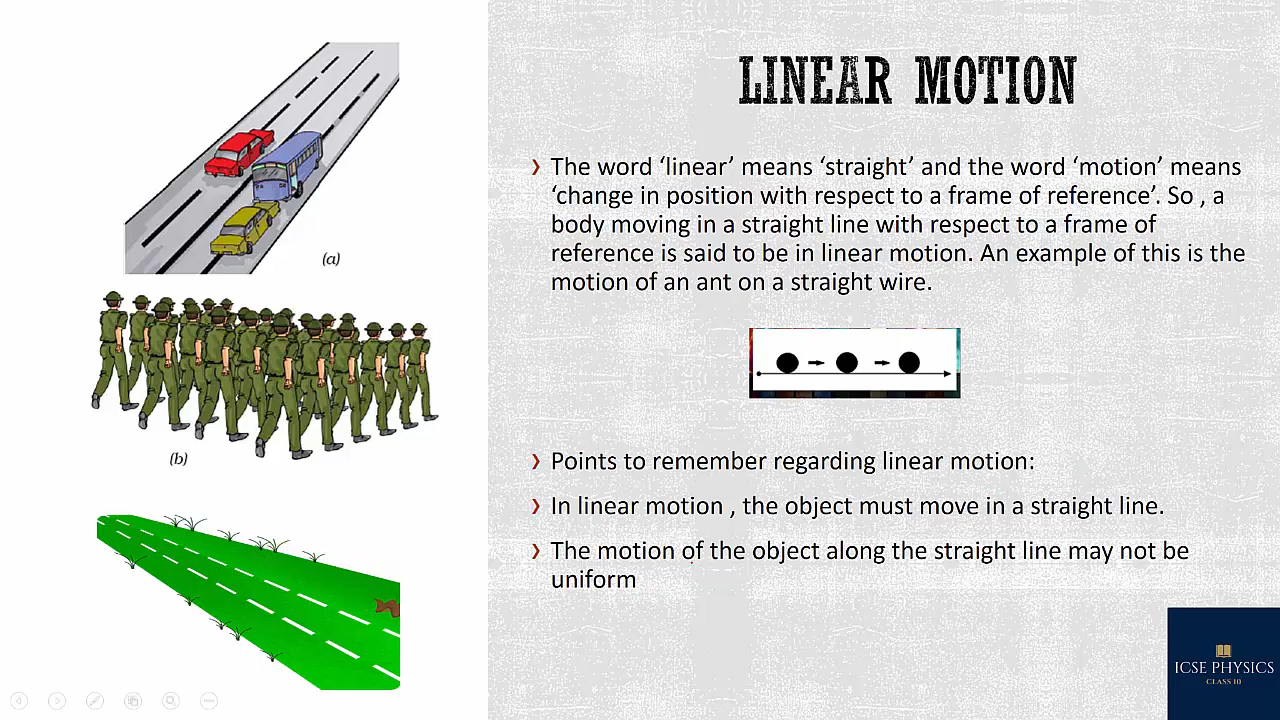 LINEAR MOTION
› The word ‘linear’ means ‘straight’ and the word ‘motion’ means
‘change in position with respect to a frame of reference’. So , a
body moving in a straight line with respect to a frame of
reference is said to be in linear motion. An example of this is the
motion of an ant on a straight wire.
› Points to remember regarding linear motion:
› In linear motion , the object must move in a straight line.
› The motion of the object along the straight line may not be
uniform
(a)
(b)
ICSE PHYSICS
CLASS 10